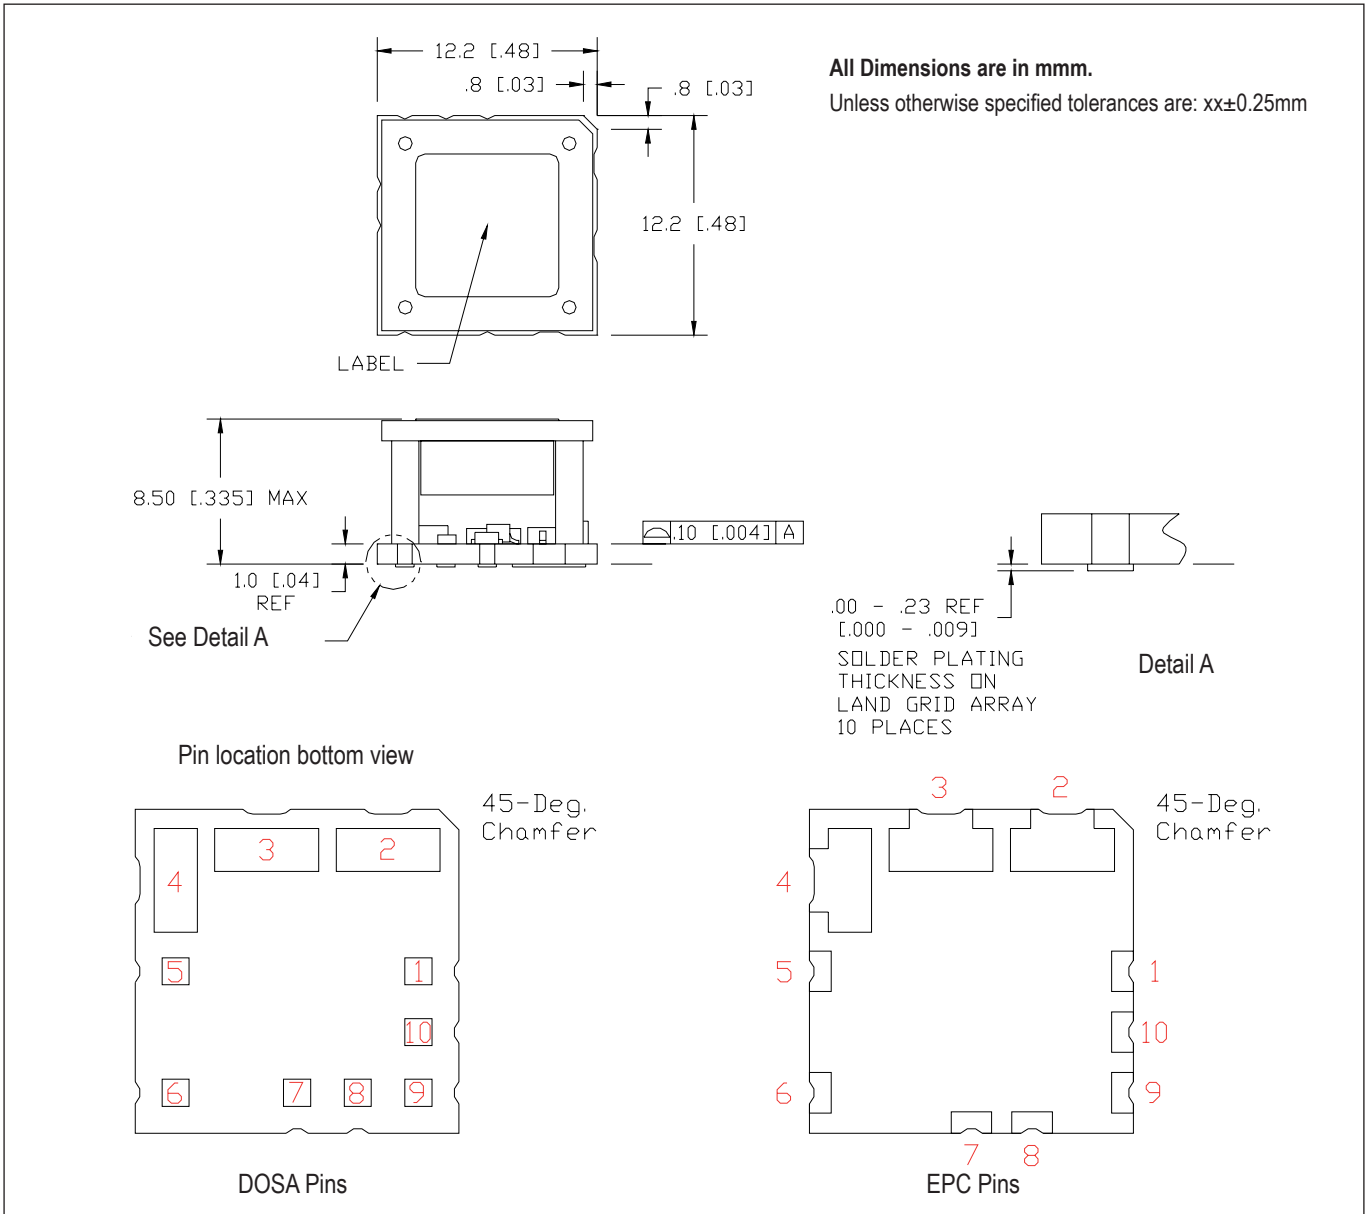 12.2 [.48]
.8 [.03]
.8 [.03]
All Dimensions are in mmm.
Unless otherwise specified tolerances are: xx±0.25mm
12.2 [.48]
LABEL
8.50 [.335] MAX
1.0 [.04]
REF
.10 [.004] A
See Detail A
.00 - .23 REF
[.000 - .009]
SOLDER PLATING
THICKNESS ON
LAND GRID ARRAY
10 PLACES
Detail A
Pin location bottom view
45-Deg.
Chamfer
3
2
4
5
1
10
6
7
8
9
DOSA Pins
3
2
45-Deg.
Chamfer
4
5
1
10
6
9
7
8
EPC Pins